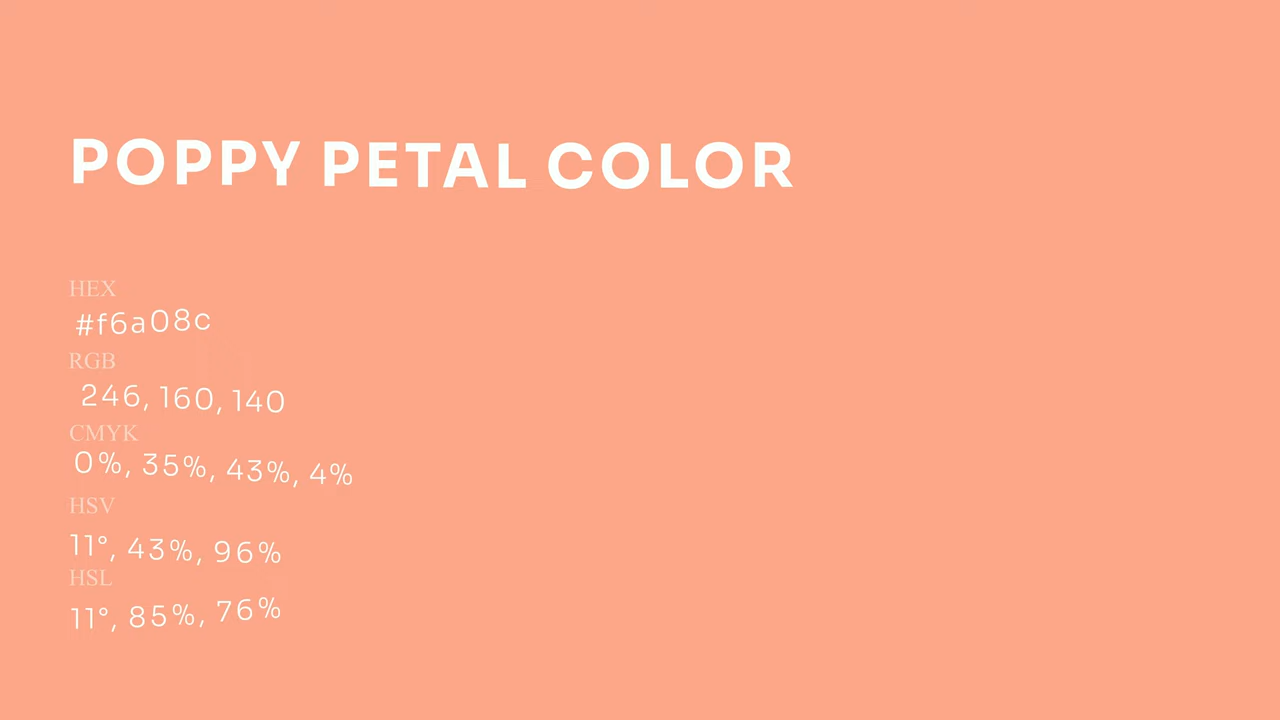 POPPY PETAL COLOR
HEX
#f6a08c
RGB
246, 160, 140
CMYK
0%, 35%, 43%, 4%
HSV
11°, 43%, 96%
HSL
11°, 85%, 76%